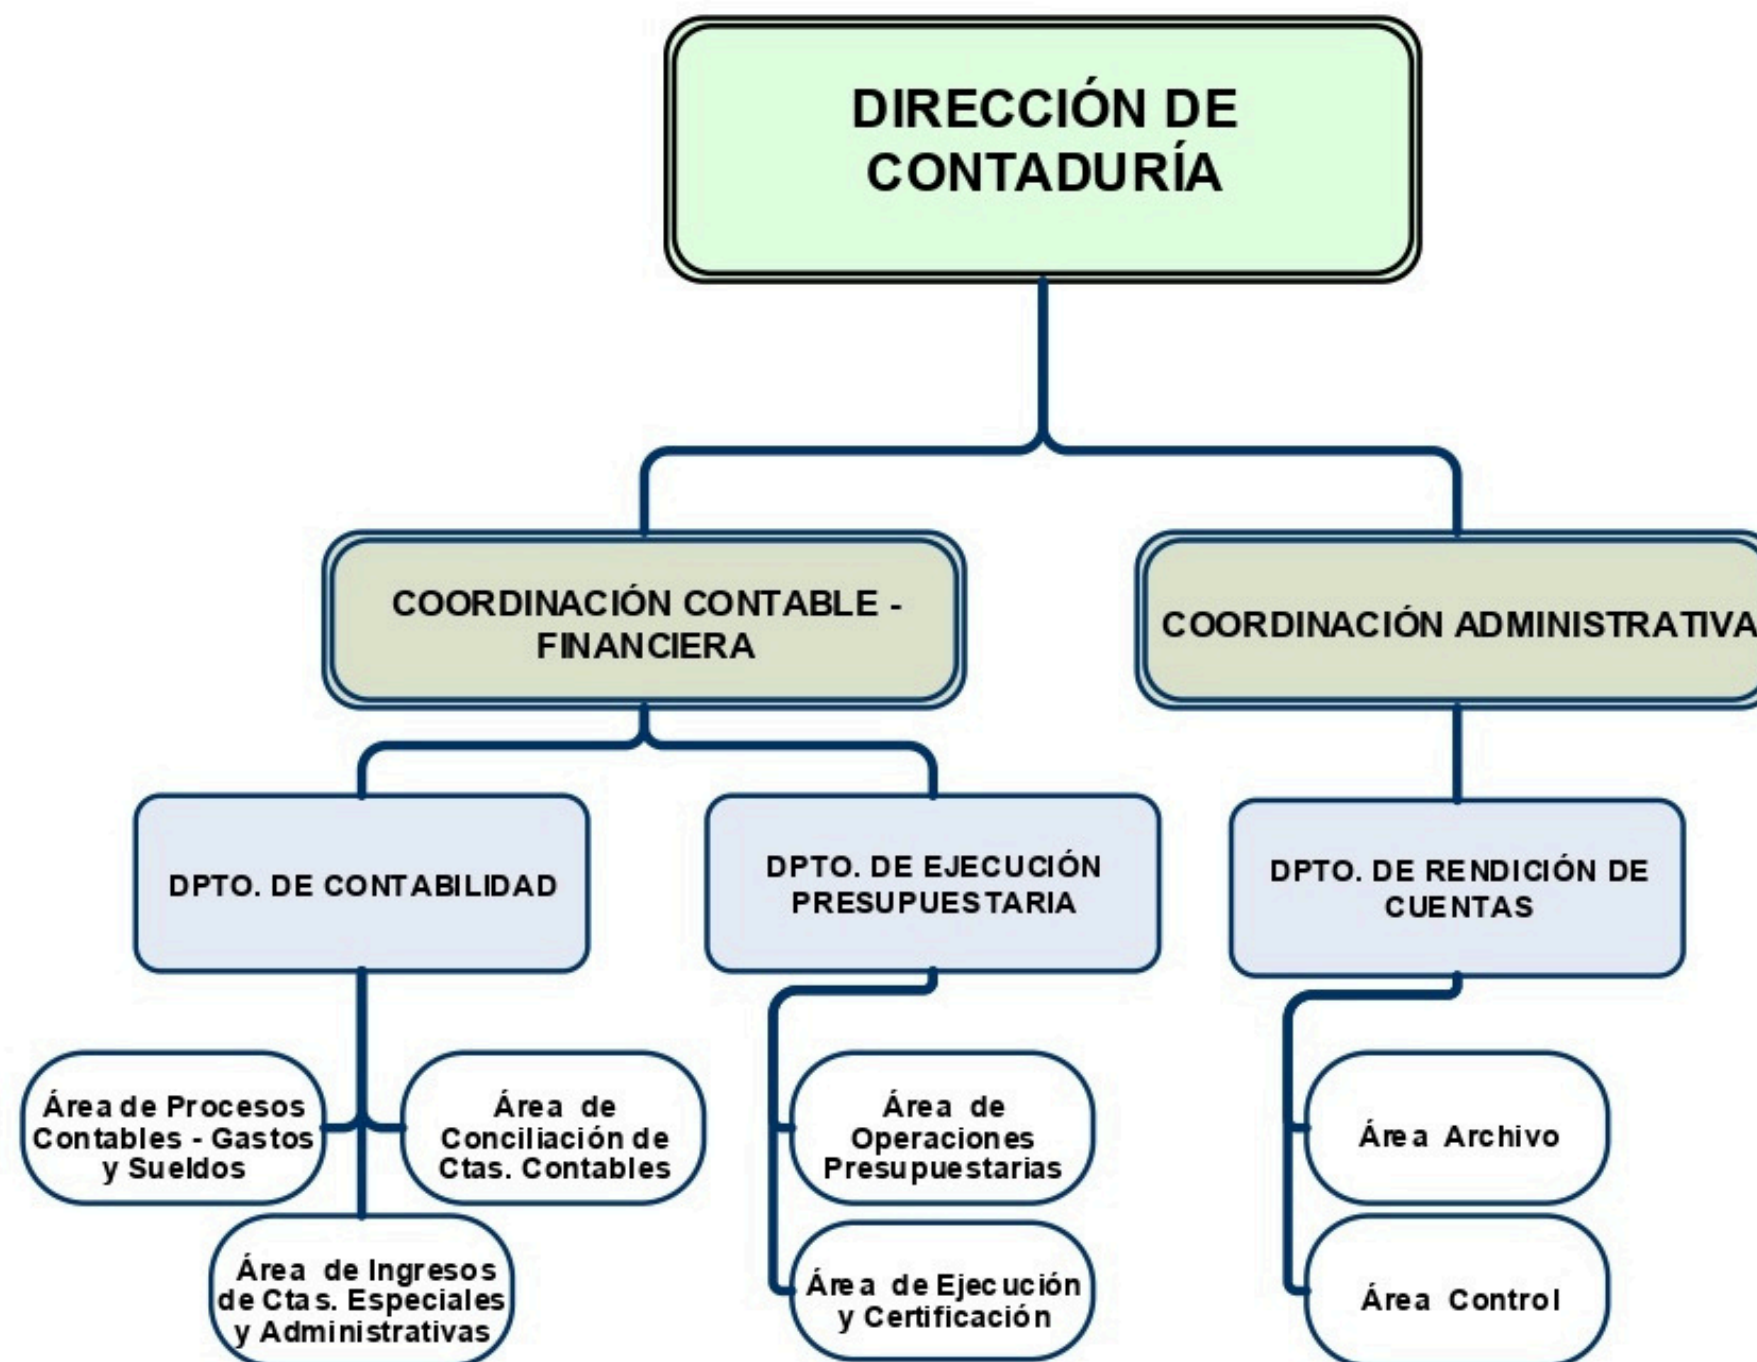 DIRECCIÓN DE
CONTADURÍA
COORDINACIÓN CONTABLE -
FINANCIERA
COORDINACIÓN ADMINISTRATIVA
DPTO. DE CONTABILIDAD
DPTO. DE EJECUCIÓN
PRESUPUESTARIA
DPTO. DE RENDICIÓN DE
CUENTAS
Área de Procesos
Contables - Gastos
y Sueldos
Área de
Conciliación de
Ctas. Contables
Área de
Operaciones
Presupuestarias
Área Archivo
Área de Ingresos
de Ctas. Especiales
y Administrativas
Área de Ejecución
y Certificación
Área Control